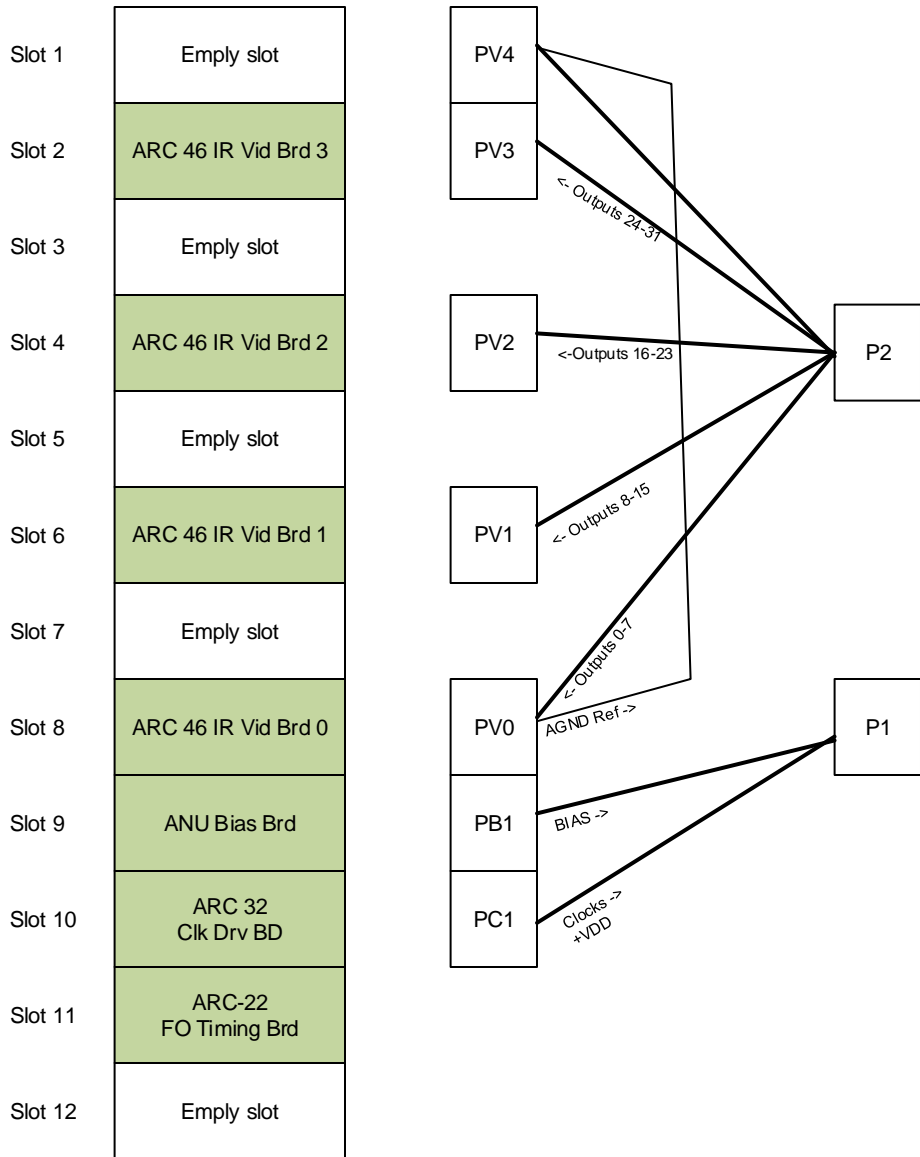 Slot 1
Emply slot
PV4
Slot 2
ARC 46 IR Vid Brd 3
PV3
<- Outputs 24-31
Slot 3
Emply slot
Slot 4
ARC 46 IR Vid Brd 2
PV2
<-Outputs 16-23
P2
Slot 5
Emply slot
Slot 6
ARC 46 IR Vid Brd 1
PV1
<- Outputs 8-15
Slot 7
Emply slot
<- Outputs 0-7
Slot 8
ARC 46 IR Vid Brd 0
PV0
AGND Ref ->
P1
Slot 9
ANU Bias Brd
PB1
BIAS ->
Slot 10
ARC 32
Clk Drv BD
PC1
Clocks ->
+VDD
Slot 11
ARC-22
FO Timing Brd
Slot 12
Emply slot